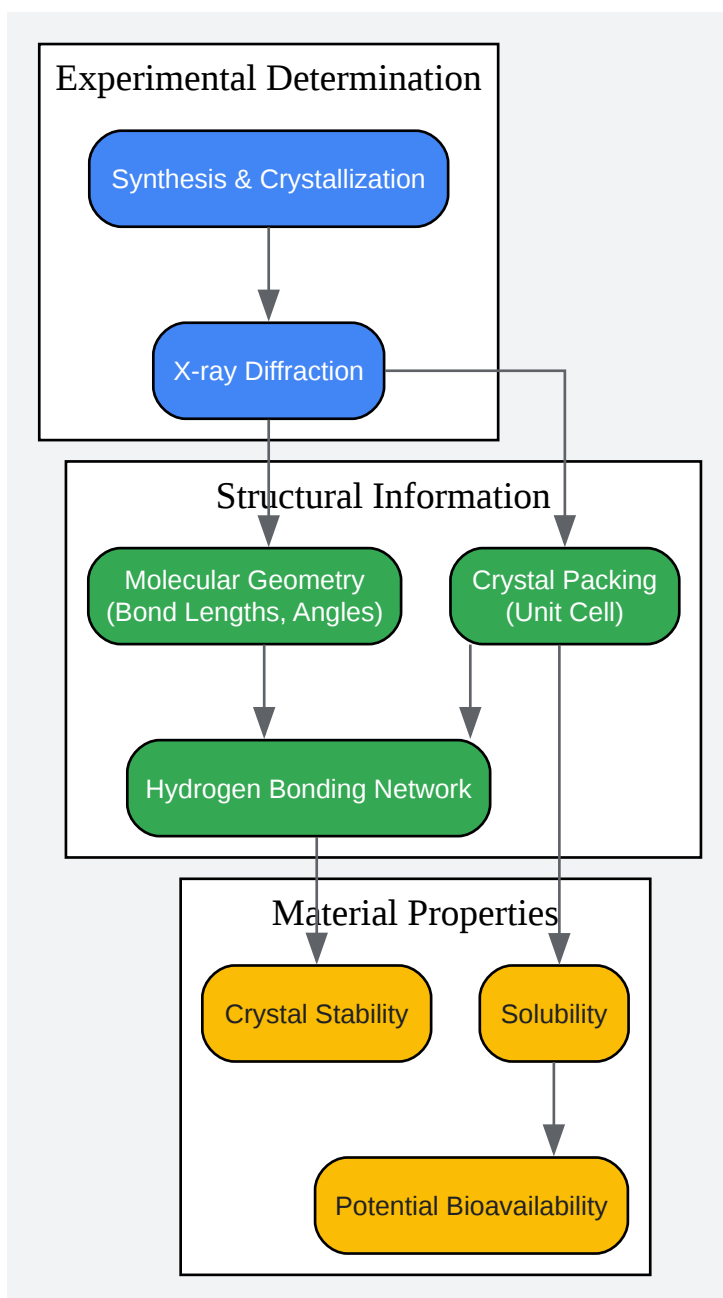 Experimental Determination
Synthesis & Crystallization
X-ray Diffraction
Structural Information
Molecular Geometry
(Bond Lengths, Angles)
Crystal Packing
(Unit Cell)
Hydrogen Bonding Network
Material Properties
Crystal Stability
Solubility
Potential Bioavailability